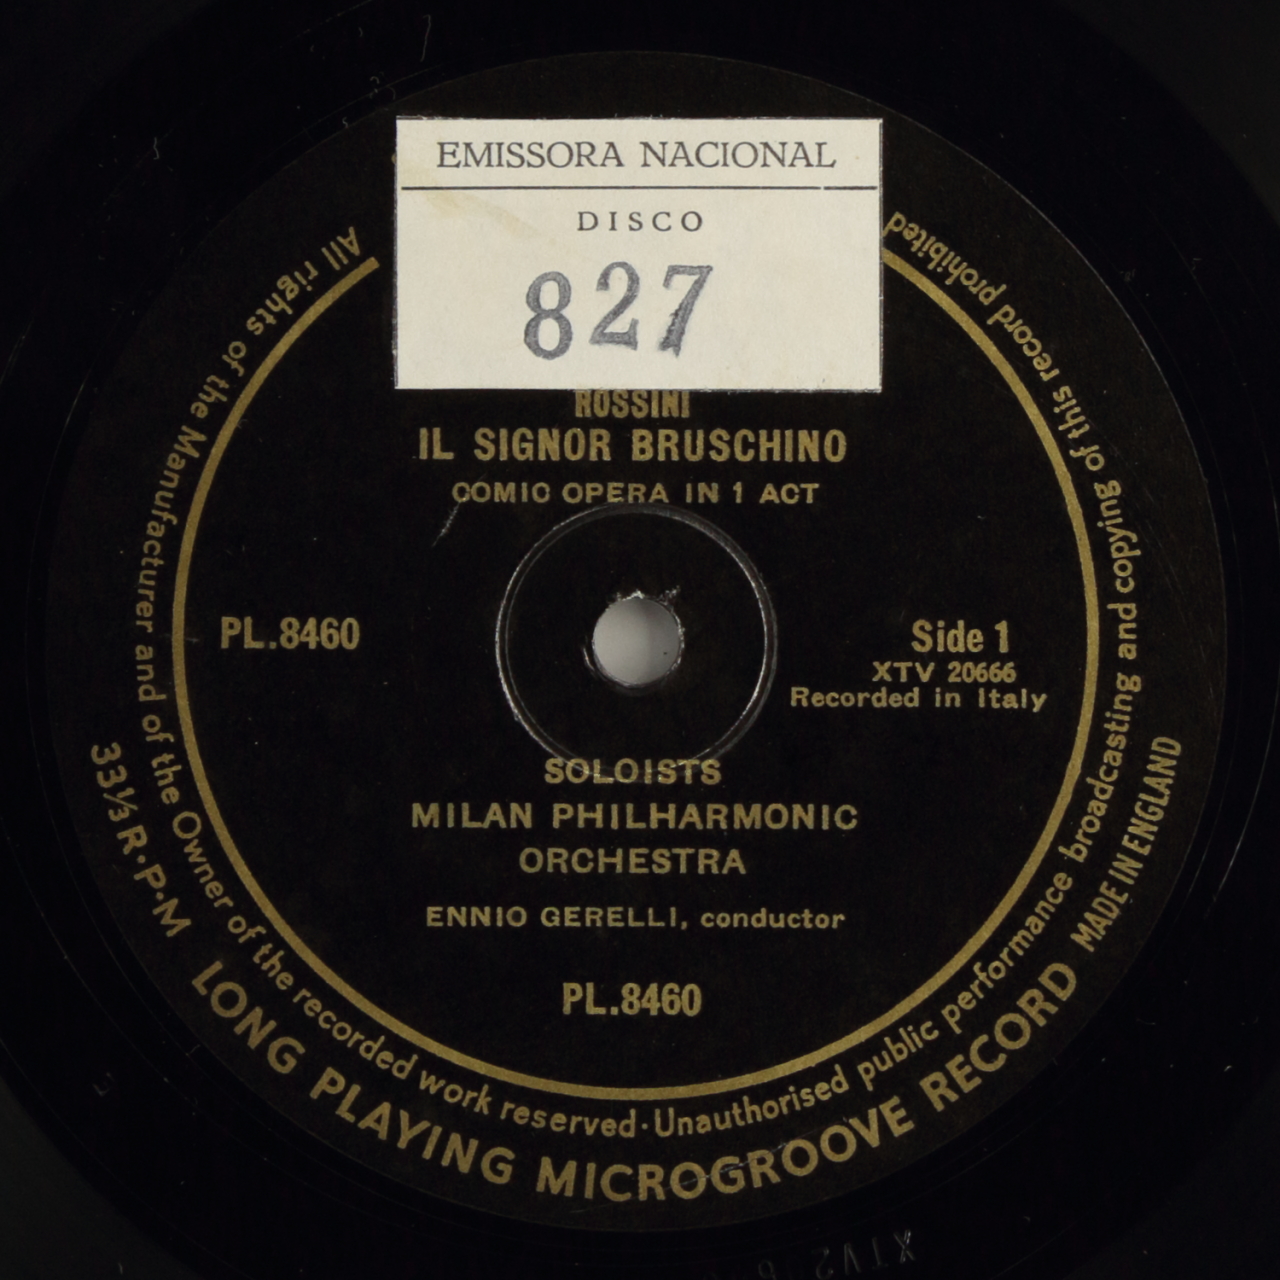 EMISSORA NACIONAL
DISCO
827
ROSSINI
IL SIGNOR BRUSCHINO
COMIC OPERA IN 1 ACT
PL.8460
Side 1
XTV 20666
Recorded in Italy
SOLOISTS
MILAN PHILHARMONIC
ORCHESTRA
ENNIO GERELLI, conductor
PL.8460
All rights of the Manufacturer and of the Owner of the recorded work reserved · Unauthorised public performance broadcasting and copying of this record prohibited
33⅓ R·P·M
LONG PLAYING MICROGROOVE RECORD
MADE IN ENGLAND